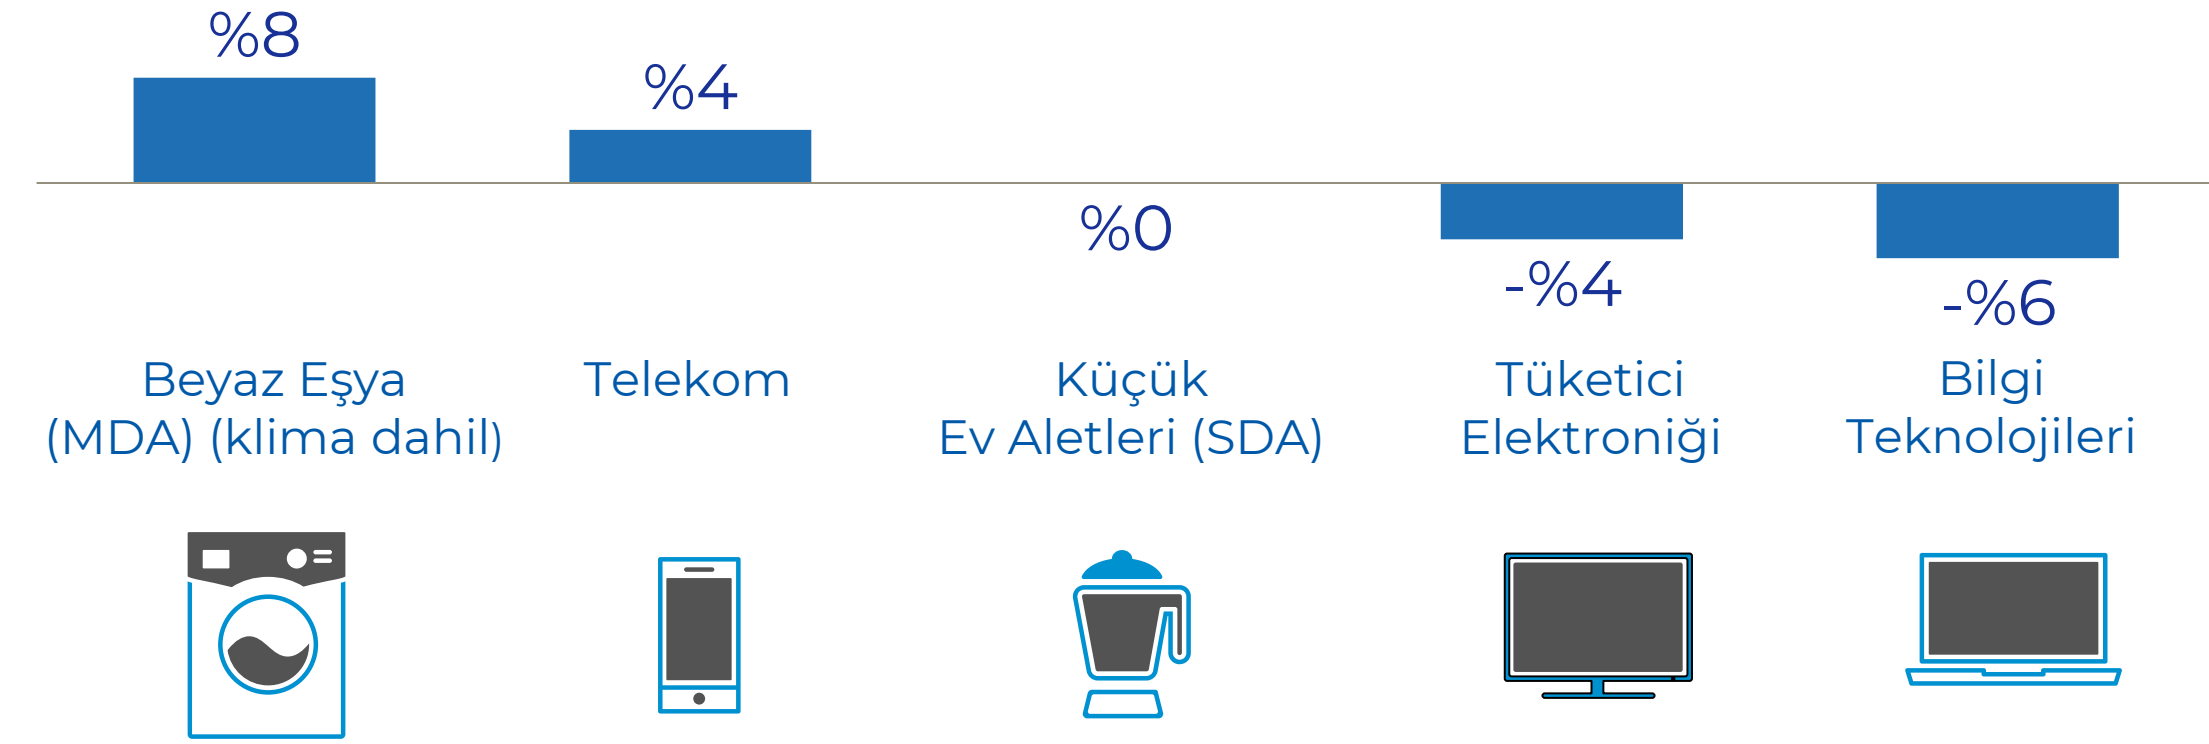 %8
%4
%0
-%4
-%6
Beyaz Eşya
(MDA) (klima dahil)
Telekom
Küçük
Ev Aletleri (SDA)
Tüketici
Elektroniği
Bilgi
Teknolojileri